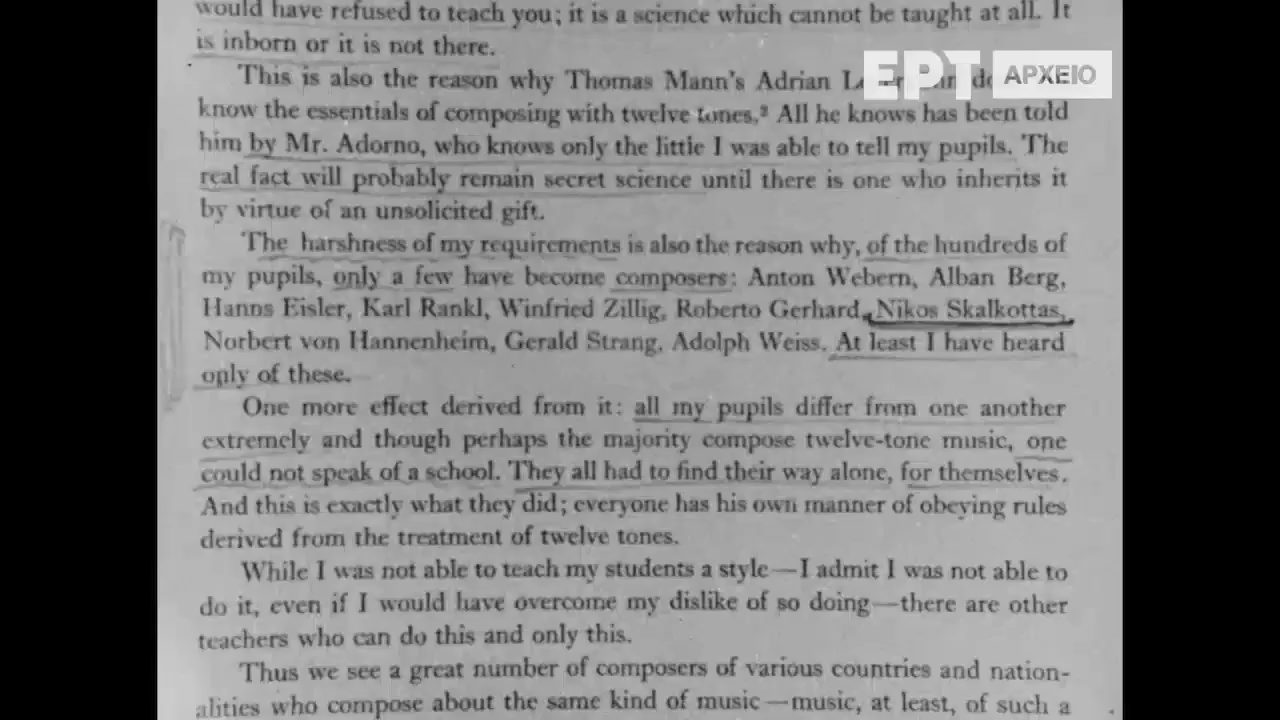 would have refused to teach you; it is a science which cannot be taught at all. It
is inborn or it is not there.
ΕΡΤ ΑΡΧΕΙΟ
This is also the reason why Thomas Mann's Adrian
know the essentials of composing with twelve tones.² All he knows has been told
him by Mr. Adorno, who knows only the little I was able to tell my pupils. The
real fact will probably remain secret science until there is one who inherits it
by virtue of an unsolicited gift.
The harshness of my requirements is also the reason why, of the hundreds of
my pupils, only a few have become composers: Anton Webern, Alban Berg,
Hanns Eisler, Karl Rankl, Winfried Zillig, Roberto Gerhard, Nikos Skalkottas,
Norbert von Hannenheim, Gerald Strang, Adolph Weiss. At least I have heard
only of these.
One more effect derived from it: all my pupils differ from one another
extremely and though perhaps the majority compose twelve-tone music, one
could not speak of a school. They all had to find their way alone, for themselves.
And this is exactly what they did; everyone has his own manner of obeying rules
derived from the treatment of twelve tones.
While I was not able to teach my students a style—I admit I was not able to
do it, even if I would have overcome my dislike of so doing—there are other
teachers who can do this and only this.
Thus we see a great number of composers of various countries and nation-
alities who compose about the same kind of music—music, at least, of such a